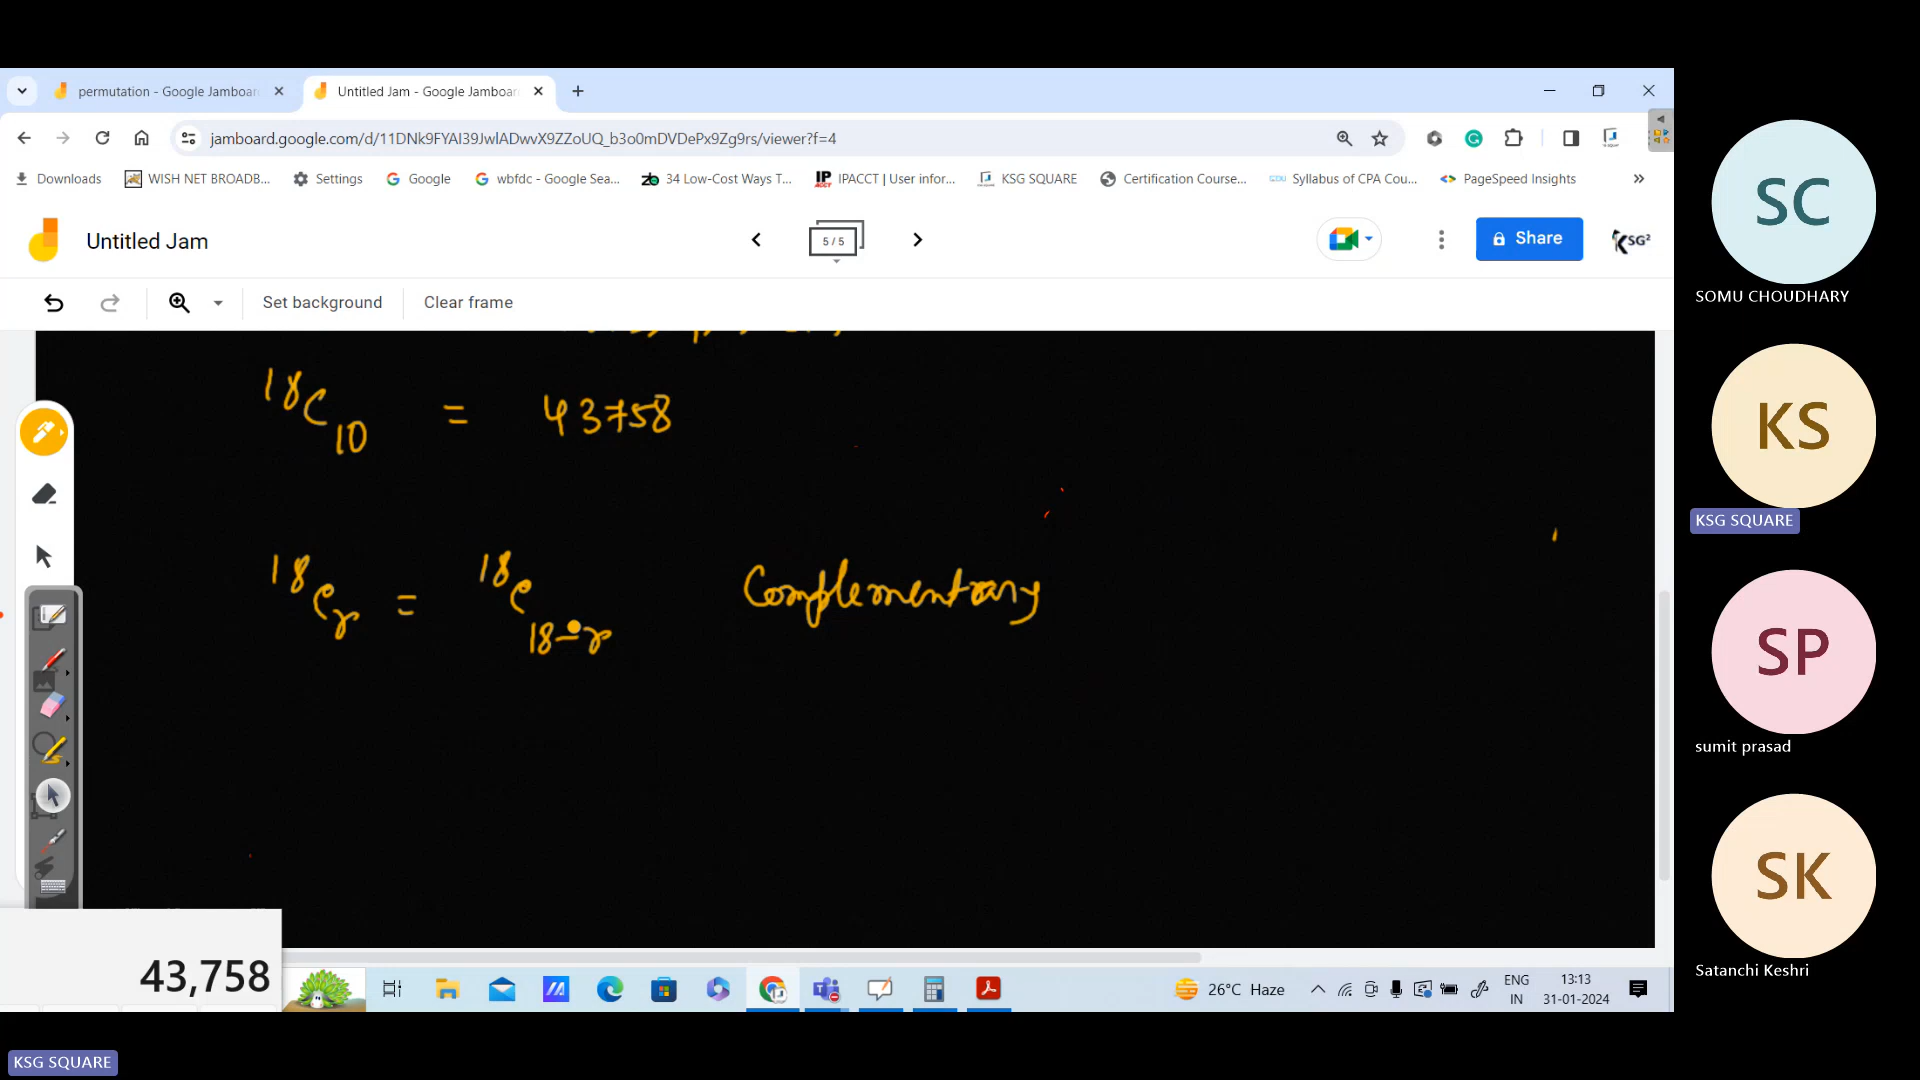 permutation - Google Jamboard
Untitled Jam - Google Jamboar
jamboard.google.com/d/11DNk9FYAI39JwlADwvX9ZZoUQ_b3o0mDVDePx9Zg9rs/viewer?f=4
Downloads WISH NET BROADB... Settings Google wbfdc - Google Sea... 34 Low-Cost Ways T... IPACCT | User infor... KSG SQUARE Certification Course... Syllabus of CPA Cou... PageSpeed Insights
Untitled Jam
5 / 5
Share
KSG²
Set background Clear frame
¹⁸C₁₀ = 43758
¹⁸Cᵣ = ¹⁸C₁₈₋ᵣ Complementrary
43,758
26°C Haze
ENG
IN
13:13
31-01-2024
SC
SOMU CHOUDHARY
KS
KSG SQUARE
SP
sumit prasad
SK
Satanchi Keshri
KSG SQUARE